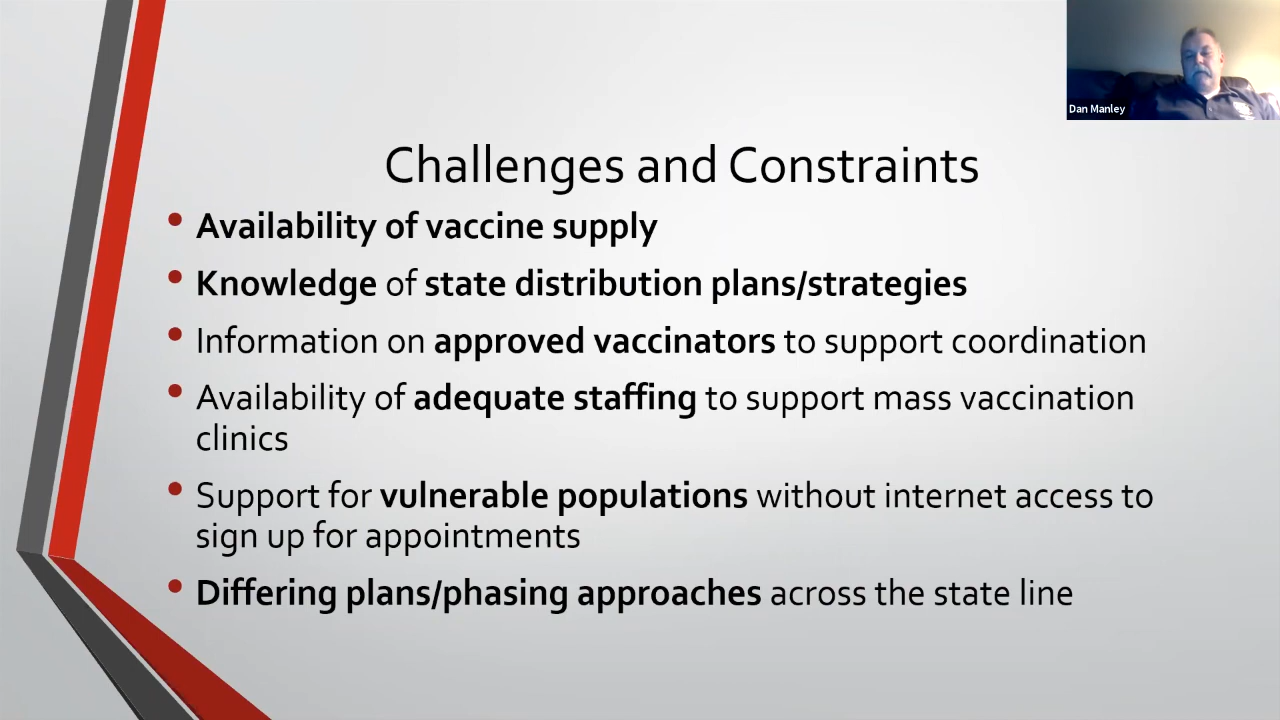 Dan Manley
Challenges and Constraints
• Availability of vaccine supply
• Knowledge of state distribution plans/strategies
• Information on approved vaccinators to support coordination
• Availability of adequate staffing to support mass vaccination
clinics
• Support for vulnerable populations without internet access to
sign up for appointments
• Differing plans/phasing approaches across the state line